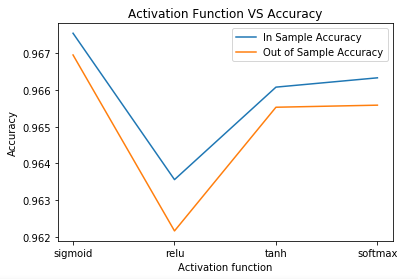 Activation Function VS Accuracy
In Sample Accuracy
Out of Sample Accuracy
0.967
0.966
0.965
0.964
0.963
0.962
Accuracy
sigmoid
relu
tanh
softmax
Activation function